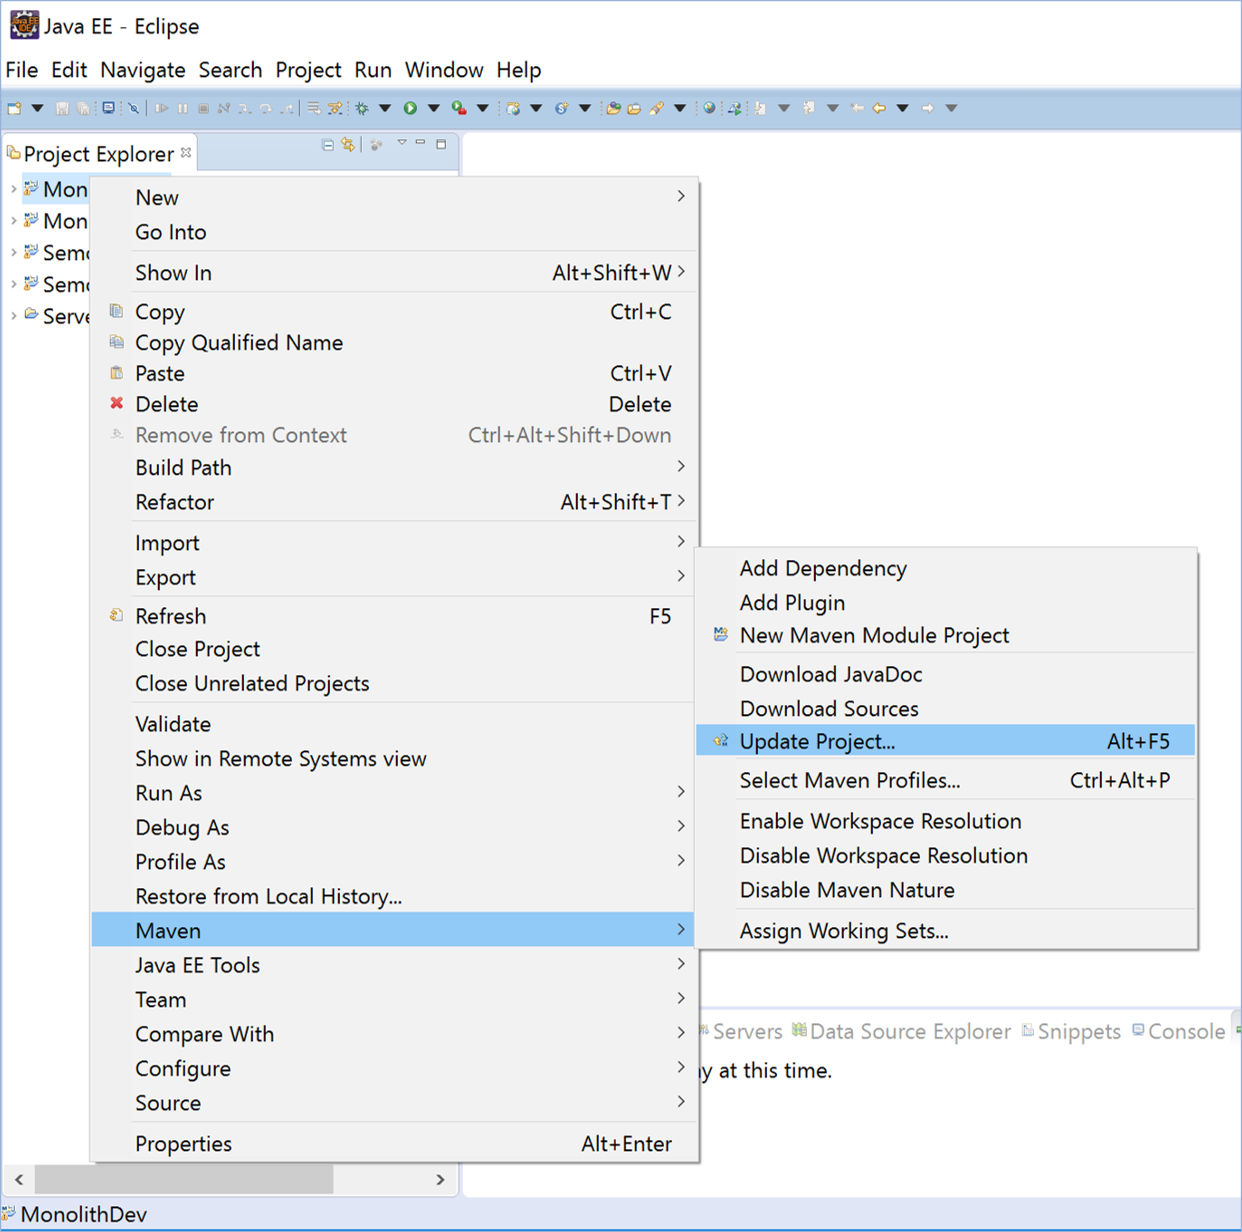 Java EE - Eclipse
File Edit Navigate Search Project Run Window Help
Project Explorer
Mon
Mon
Semo
Semo
Serve
New
Go Into
Show In Alt+Shift+W
Copy Ctrl+C
Copy Qualified Name
Paste Ctrl+V
Delete Delete
Remove from Context Ctrl+Alt+Shift+Down
Build Path
Refactor Alt+Shift+T
Import
Export
Refresh F5
Close Project
Close Unrelated Projects
Validate
Show in Remote Systems view
Run As
Debug As
Profile As
Restore from Local History...
Maven
Java EE Tools
Team
Compare With
Configure
Source
Properties Alt+Enter
Add Dependency
Add Plugin
New Maven Module Project
Download JavaDoc
Download Sources
Update Project... Alt+F5
Select Maven Profiles... Ctrl+Alt+P
Enable Workspace Resolution
Disable Workspace Resolution
Disable Maven Nature
Assign Working Sets...
Servers Data Source Explorer Snippets Console
y at this time.
MonolithDev